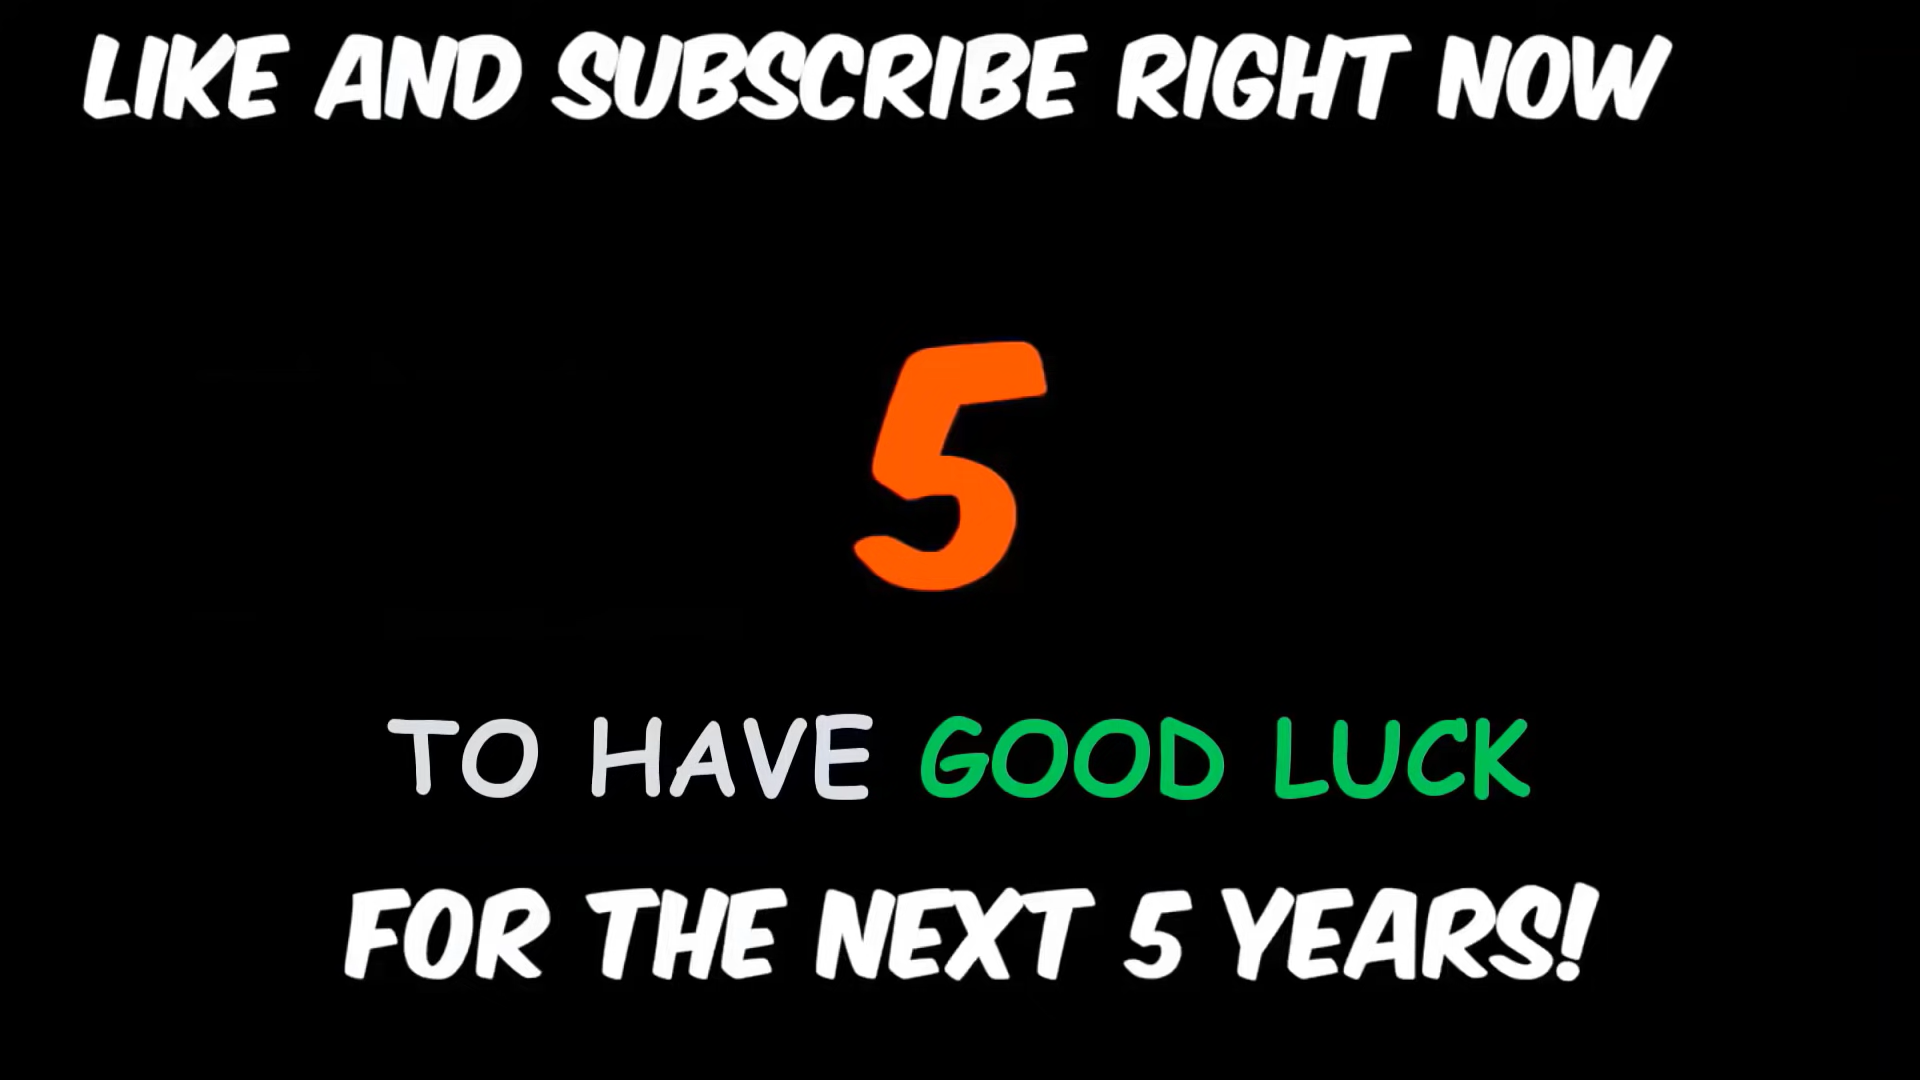 LIKE AND SUBSCRIBE RIGHT NOW
5
TO HAVE GOOD LUCK
FOR THE NEXT 5 YEARS!